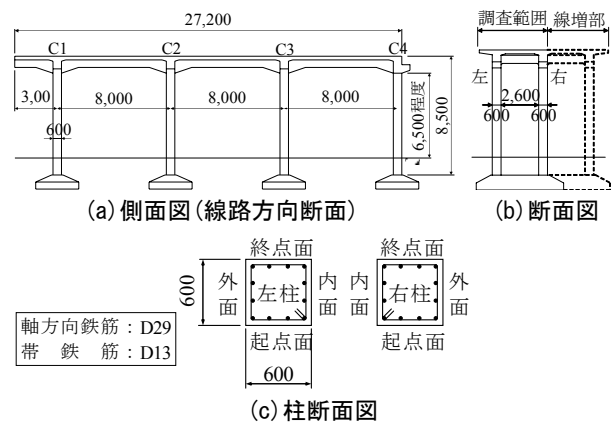 27,200
C1 C2 C3 C4
3,00 8,000 8,000 8,000
600
6,500程度
8,500
(a) 側面図(線路方向断面)
調査範囲 線増部
左 右
2,600
600 600
(b) 断面図
終点面 終点面
外面 左柱 内面 内面 右柱 外面
起点面 起点面
600
600
軸方向鉄筋:D29
帯鉄筋:D13
(c) 柱断面図